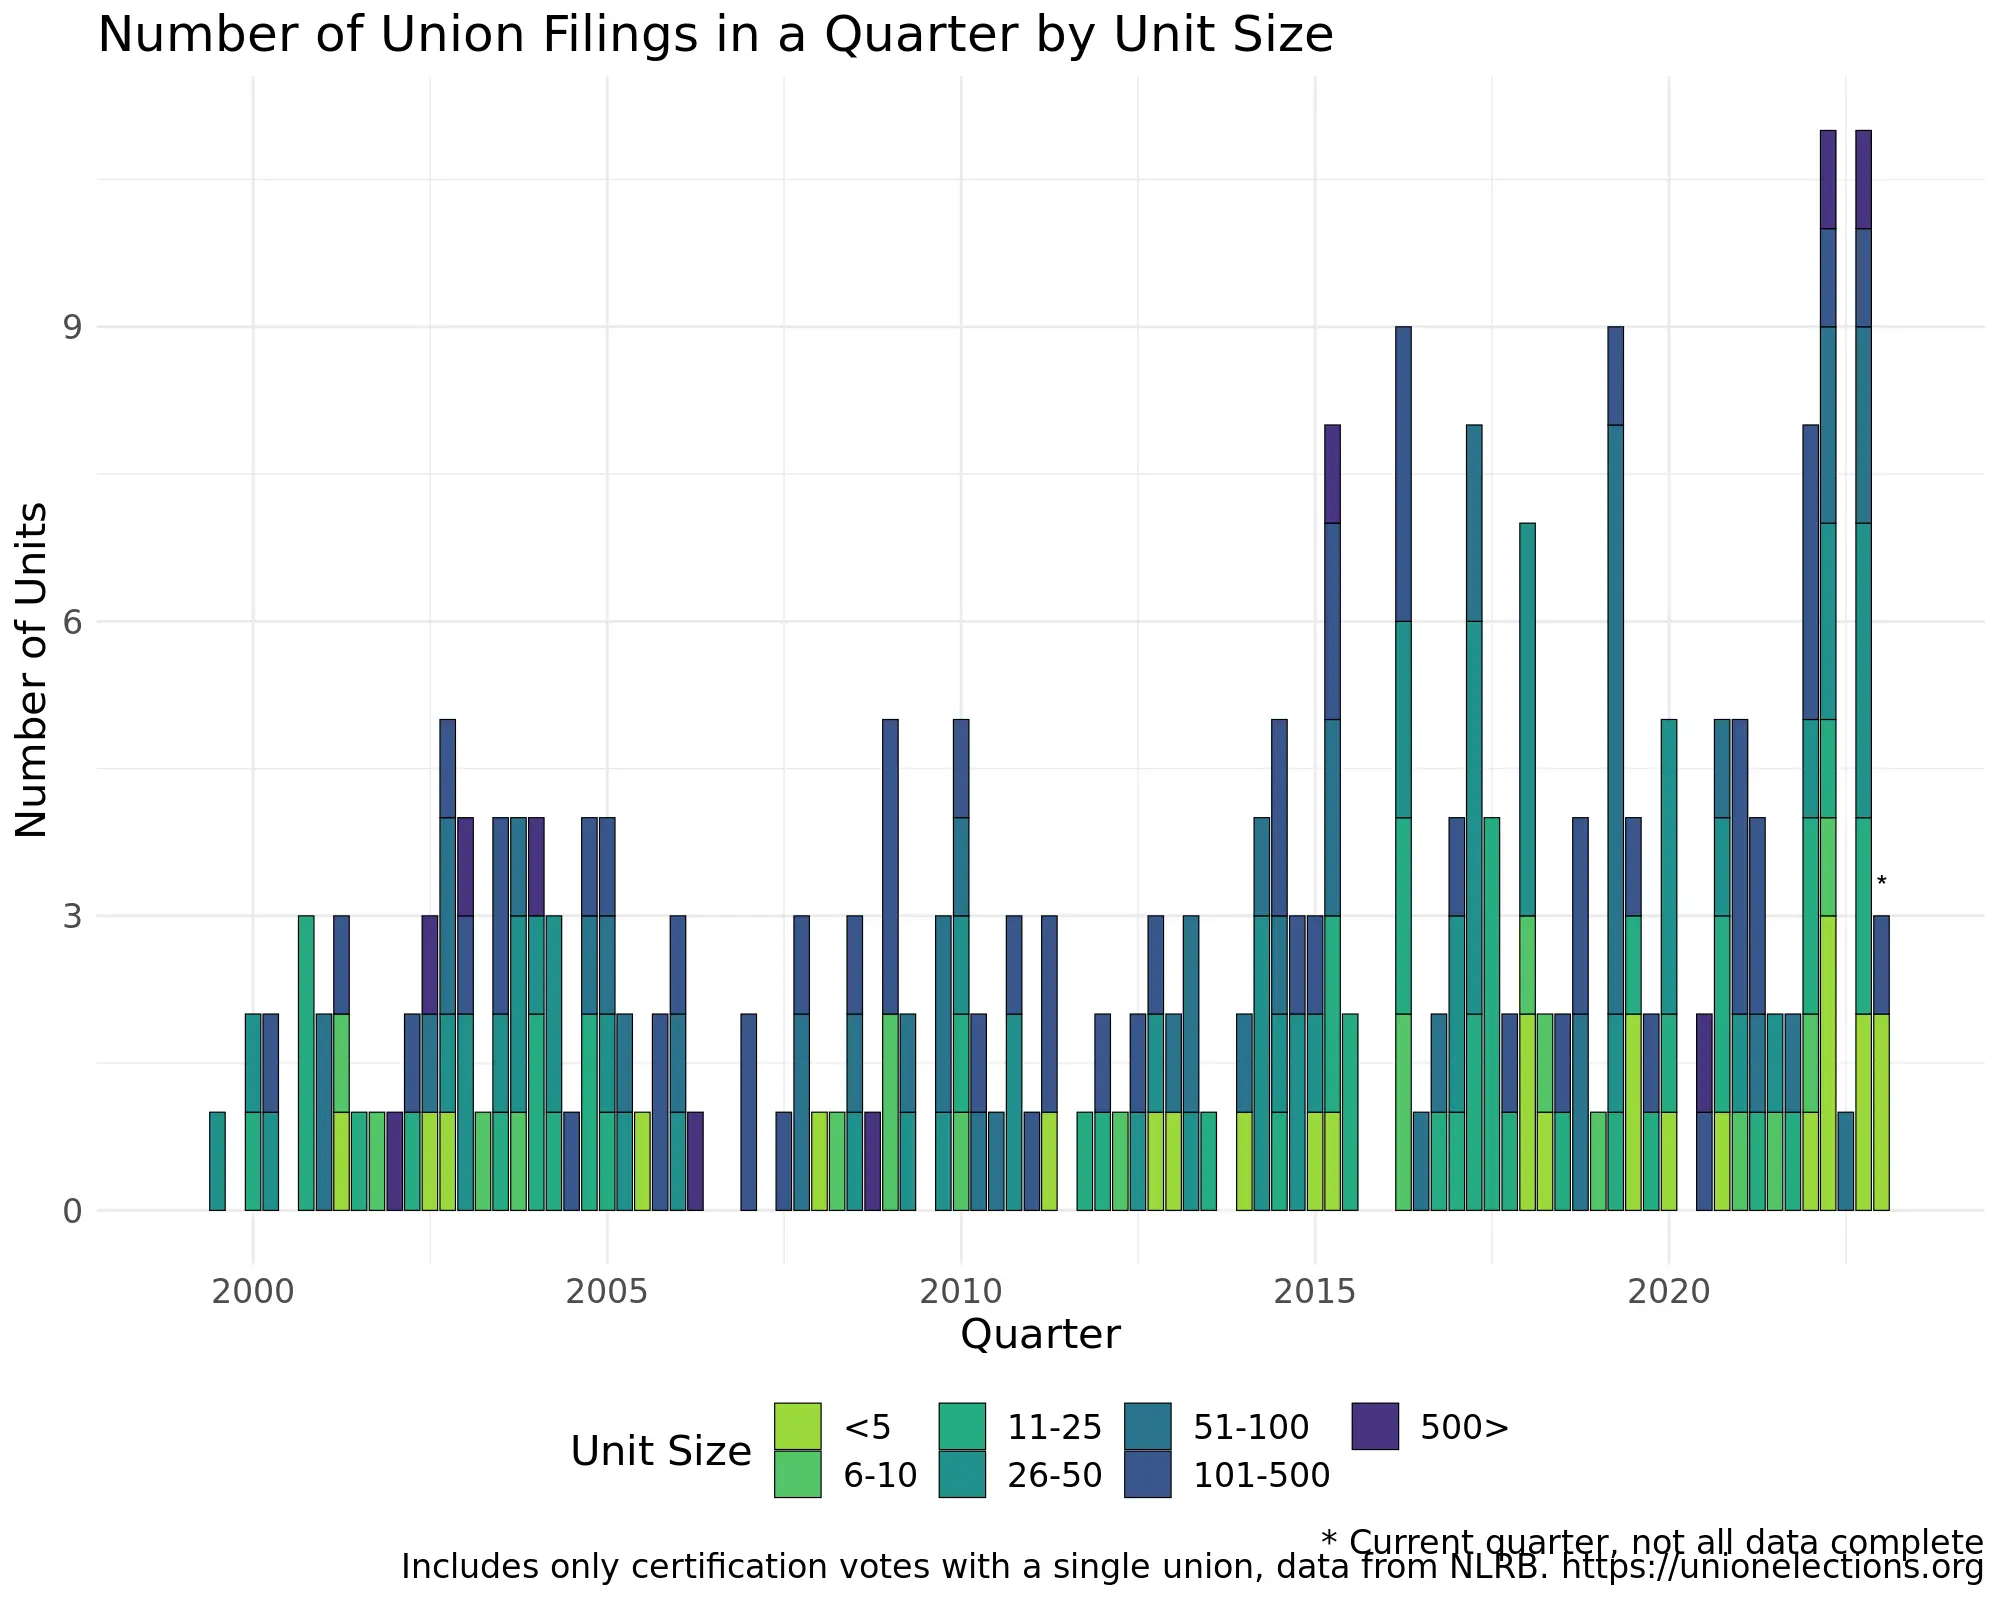 Number of Union Filings in a Quarter by Unit Size
Number of Units
9
6
3
0
*
2000 2005 2010 2015 2020
Quarter
Unit Size
<5 11-25 51-100 500>
6-10 26-50 101-500
* Current quarter, not all data complete
Includes only certification votes with a single union, data from NLRB. https://unionelections.org